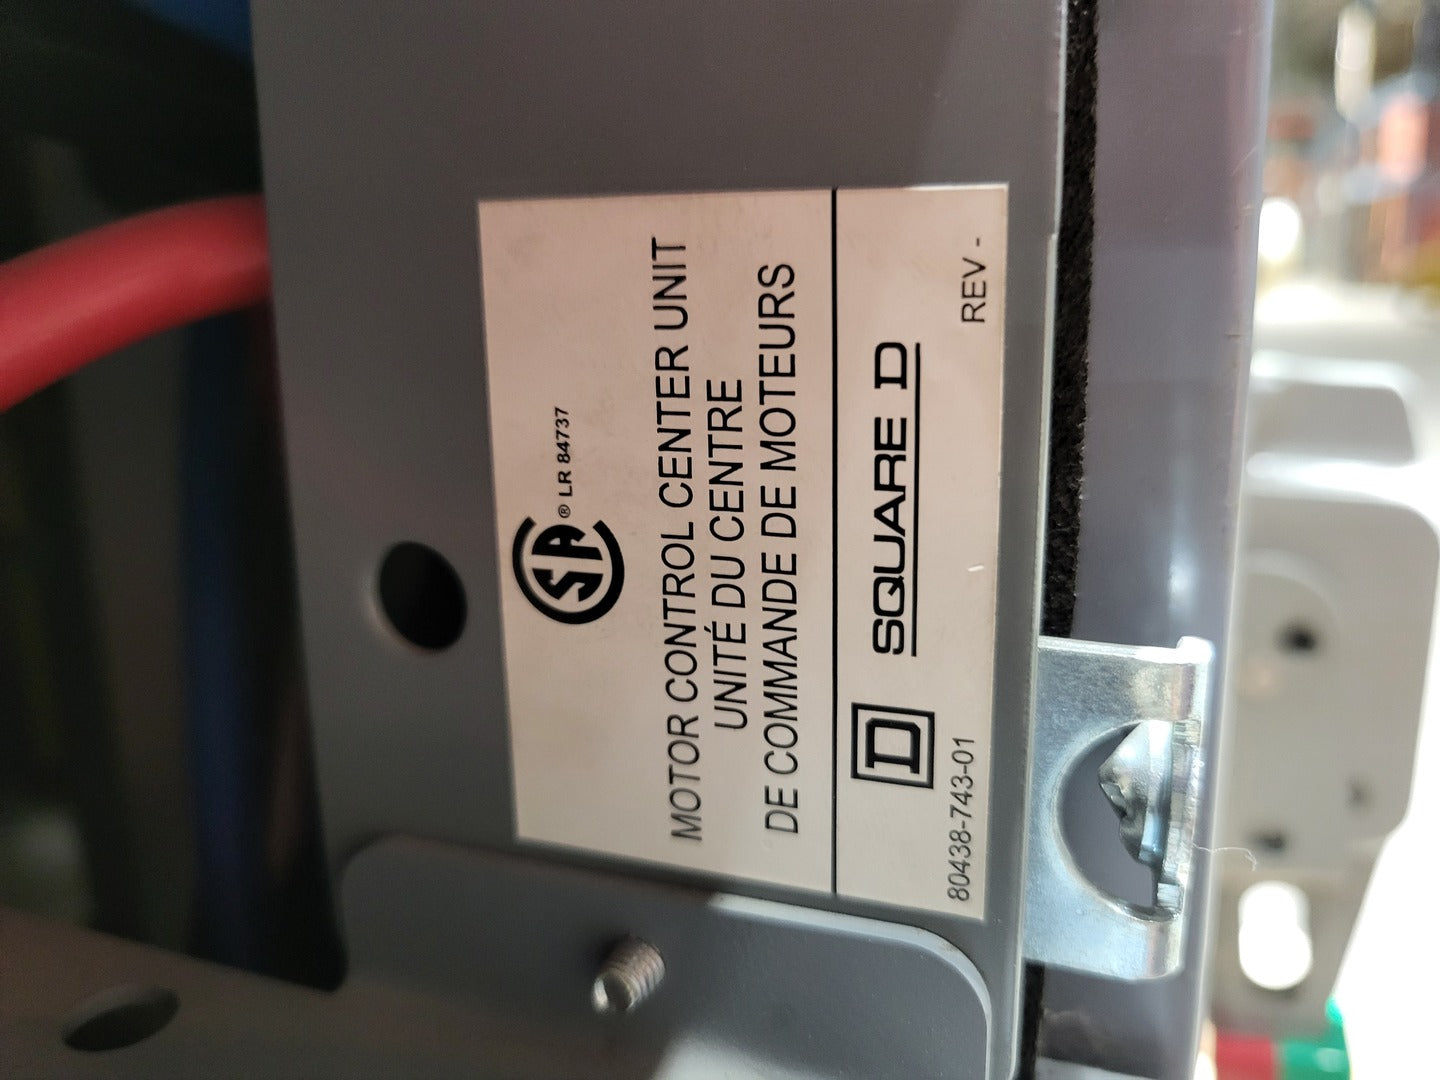 SA ® LR 84737
MOTOR CONTROL CENTER UNIT
UNITÉ DU CENTRE
DE COMMANDE DE MOTEURS
D SQUARE D
80438-743-01 REV -